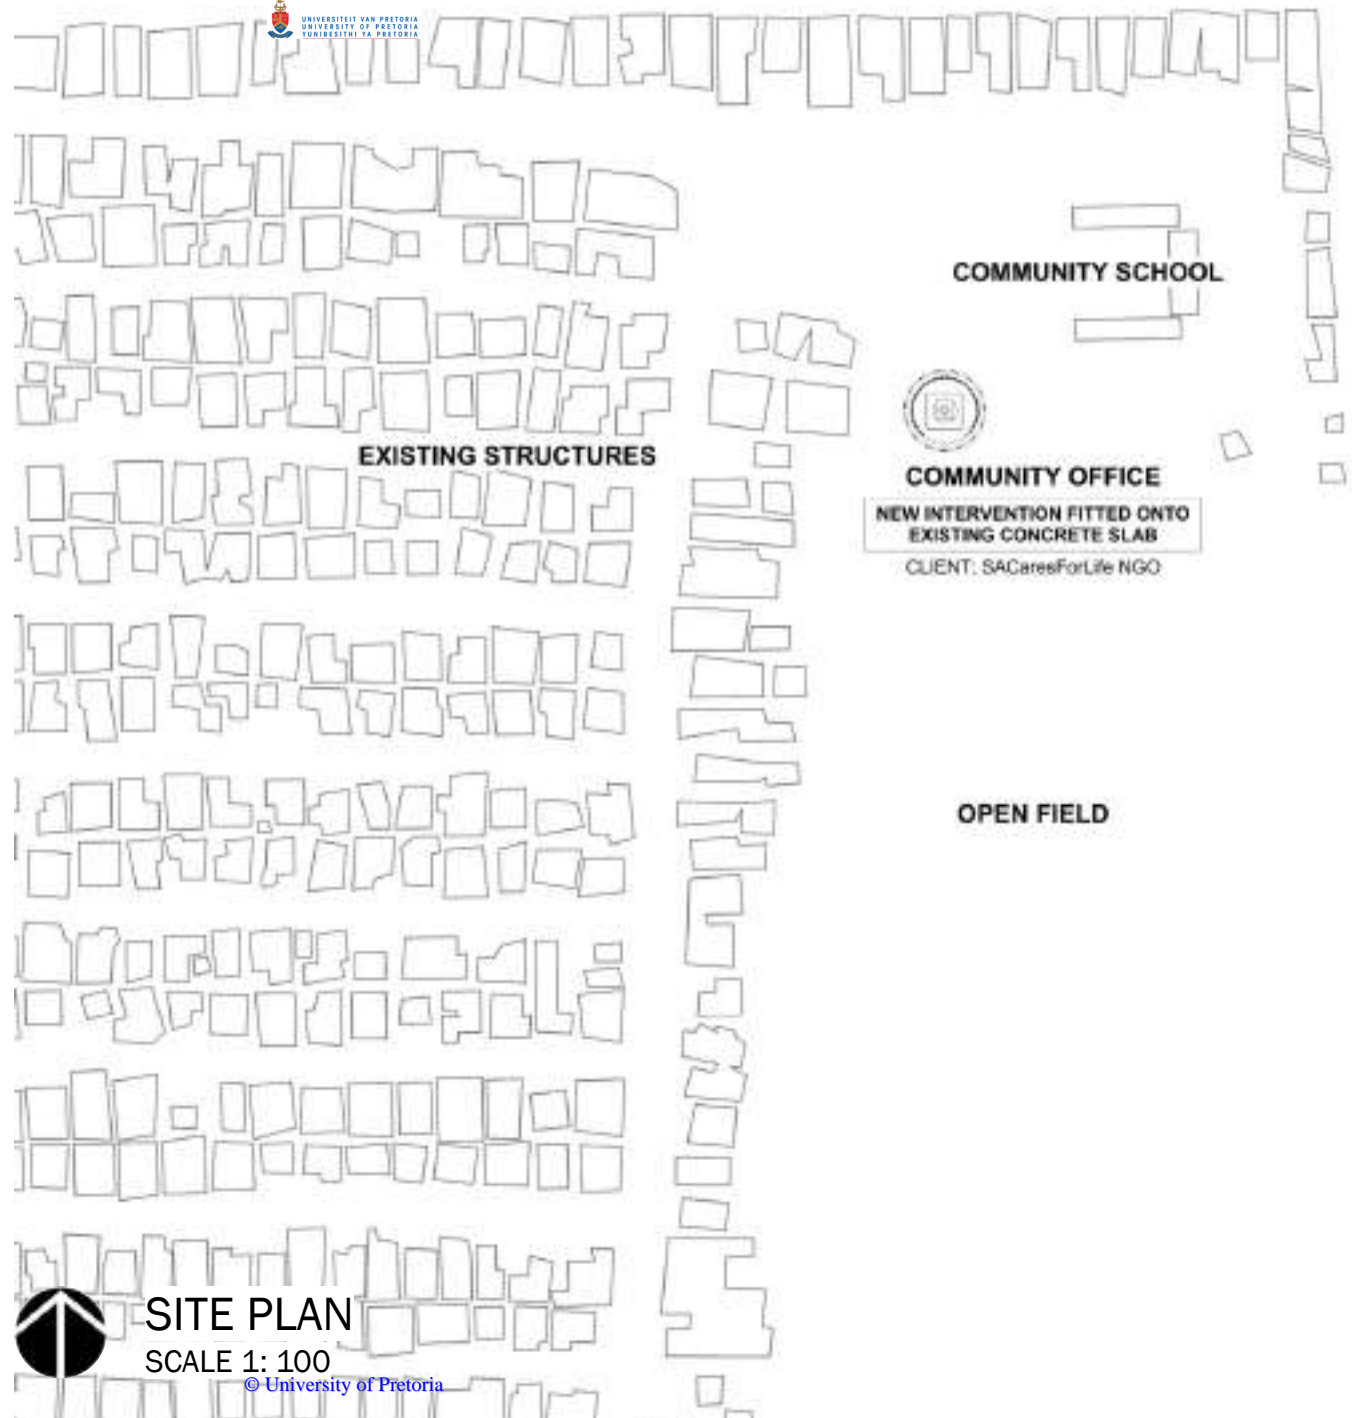 UNIVERSITEIT VAN PRETORIA
UNIVERSITY OF PRETORIA
YUNIBESITHI YA PRETORIA
COMMUNITY SCHOOL
EXISTING STRUCTURES
COMMUNITY OFFICE
NEW INTERVENTION FITTED ONTO
EXISTING CONCRETE SLAB
CLIENT: SACaresForLife NGO
OPEN FIELD
SITE PLAN
SCALE 1: 100
© University of Pretoria